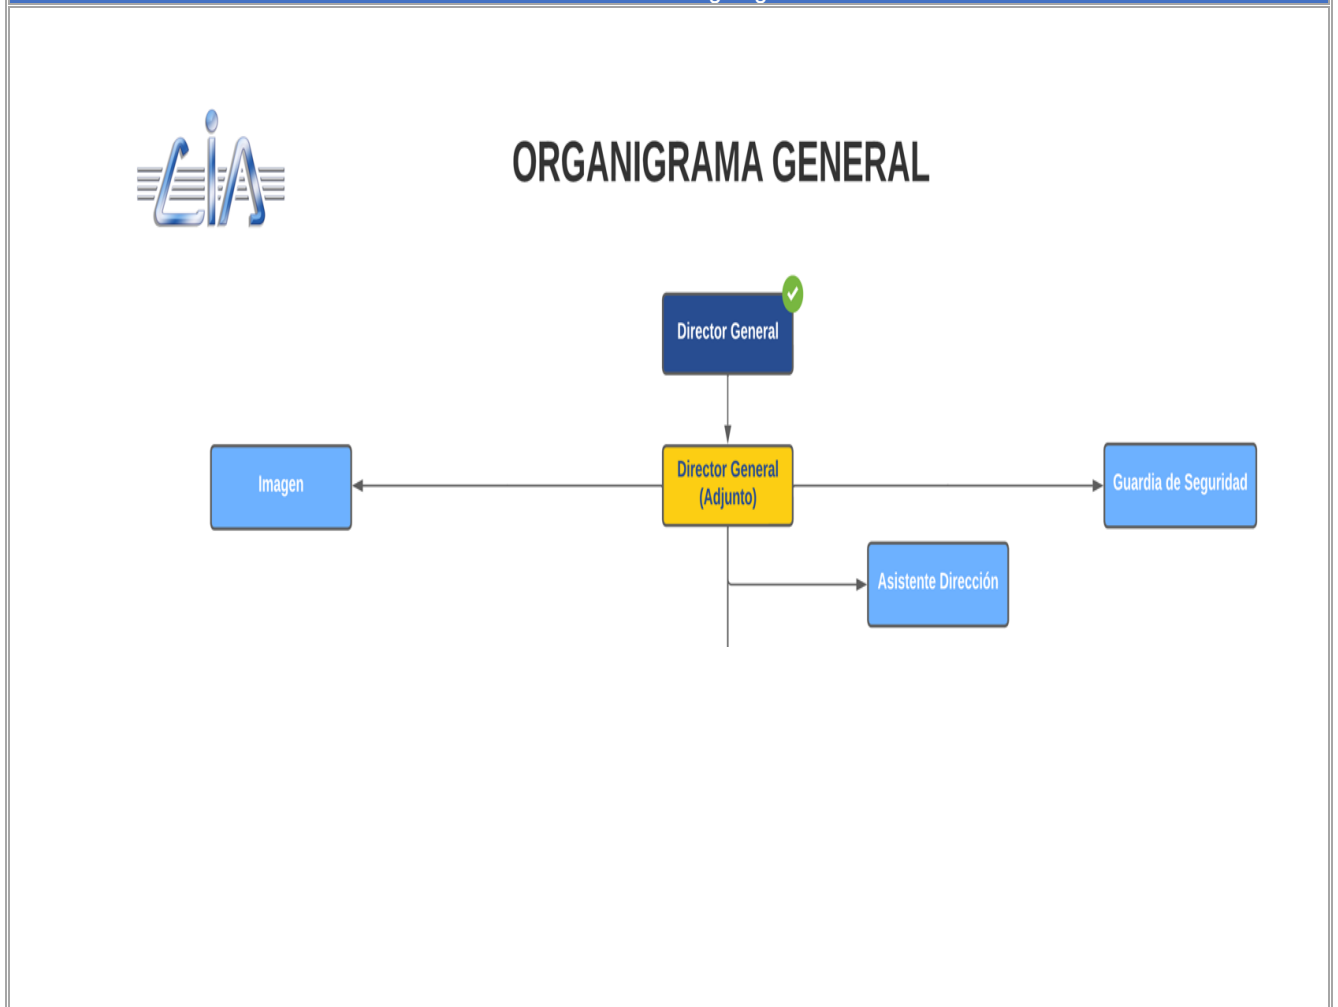 CiA
ORGANIGRAMA GENERAL
Director General
Imagen
Director General
(Adjunto)
Guardia de Seguridad
Asistente Dirección